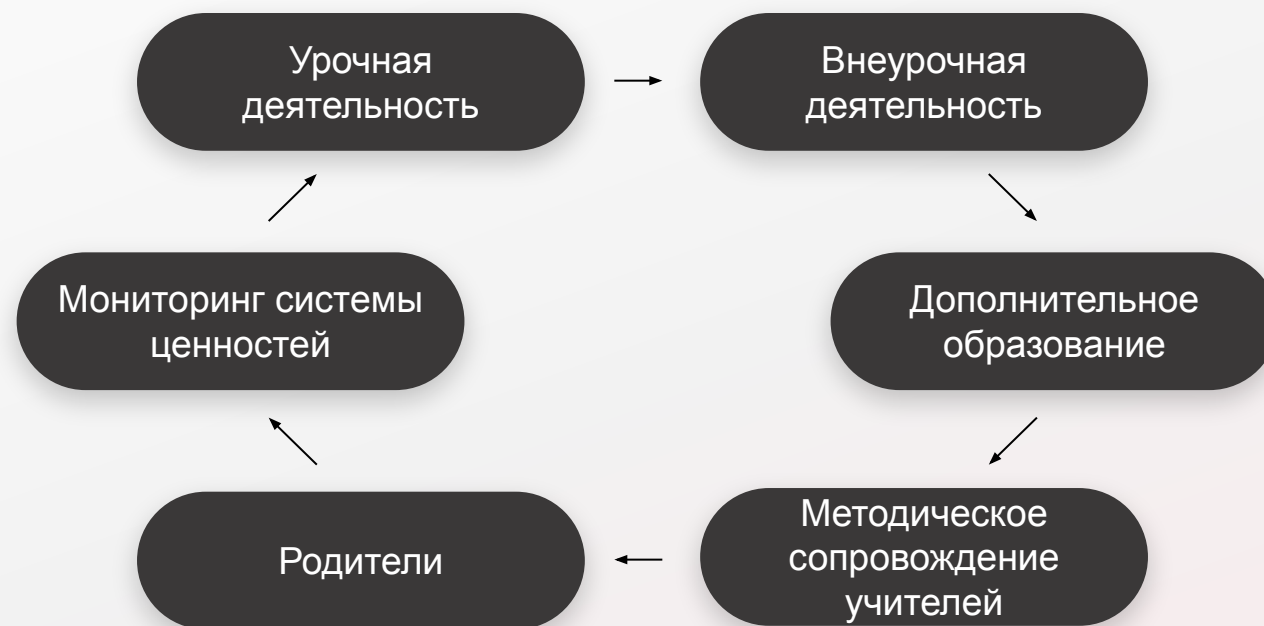 Урочная
деятельность
Внеурочная
деятельность
Мониторинг системы
ценностей
Дополнительное
образование
Родители
Методическое
сопровождение
учителей